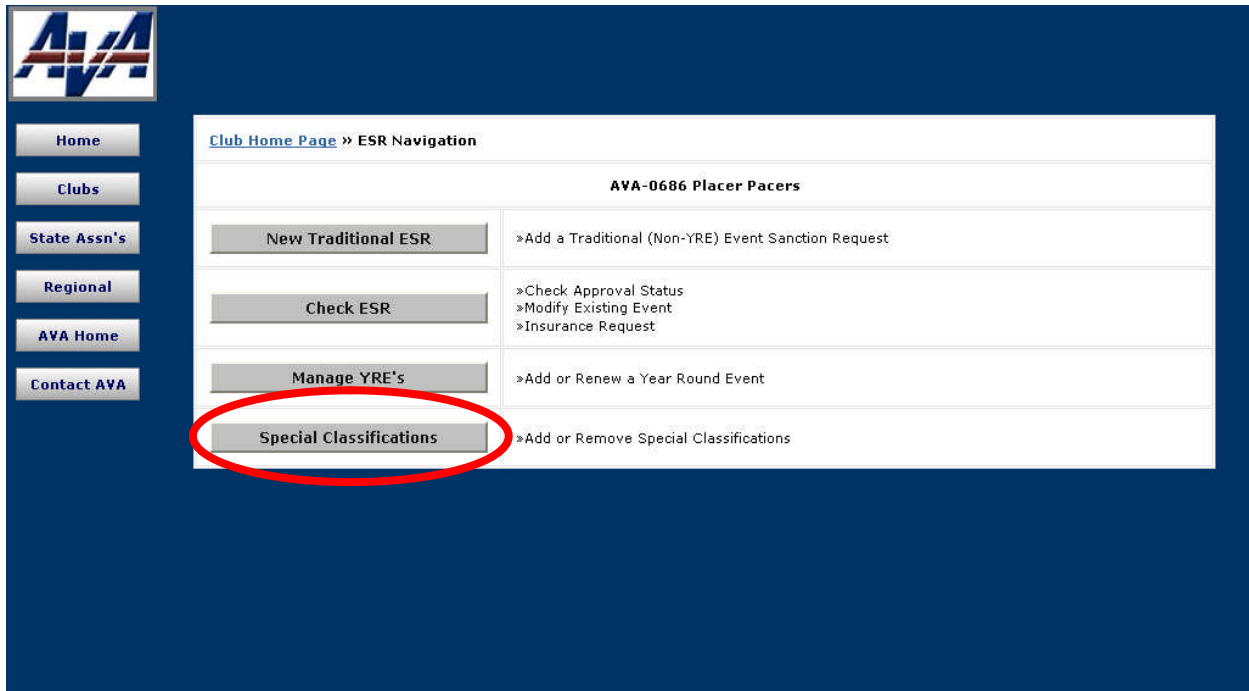 AVA
Home
Clubs
State Assn's
Regional
AVA Home
Contact AVA
Club Home Page » ESR Navigation
AVA-0686 Placer Pacers
New Traditional ESR
»Add a Traditional (Non-YRE) Event Sanction Request
Check ESR
»Check Approval Status
»Modify Existing Event
»Insurance Request
Manage YRE's
»Add or Renew a Year Round Event
Special Classifications
»Add or Remove Special Classifications